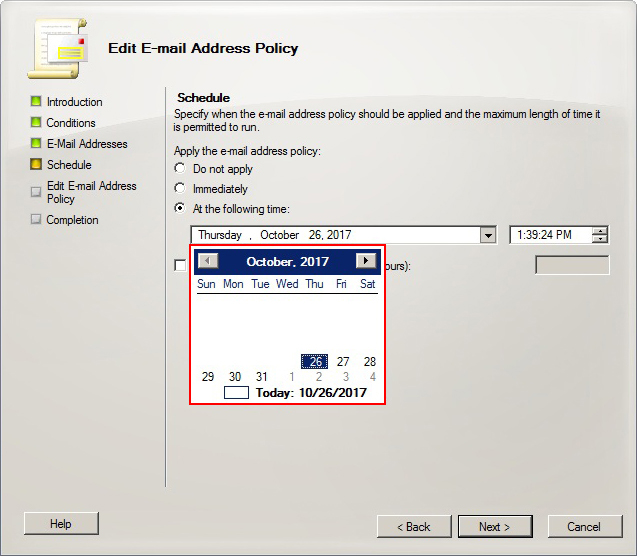 Edit E-mail Address Policy
Introduction
Conditions
E-Mail Addresses
Schedule
Edit E-mail Address
Policy
Completion
Schedule
Specify when the e-mail address policy should be applied and the maximum length of time it
is permitted to run.
Apply the e-mail address policy:
Do not apply
Immediately
At the following time:
Thursday , October 26, 2017
1:39:24 PM
October, 2017
ours):
Sun Mon Tue Wed Thu Fri Sat
26 27 28
29 30 31 1 2 3 4
Today: 10/26/2017
Help
< Back
Next >
Cancel